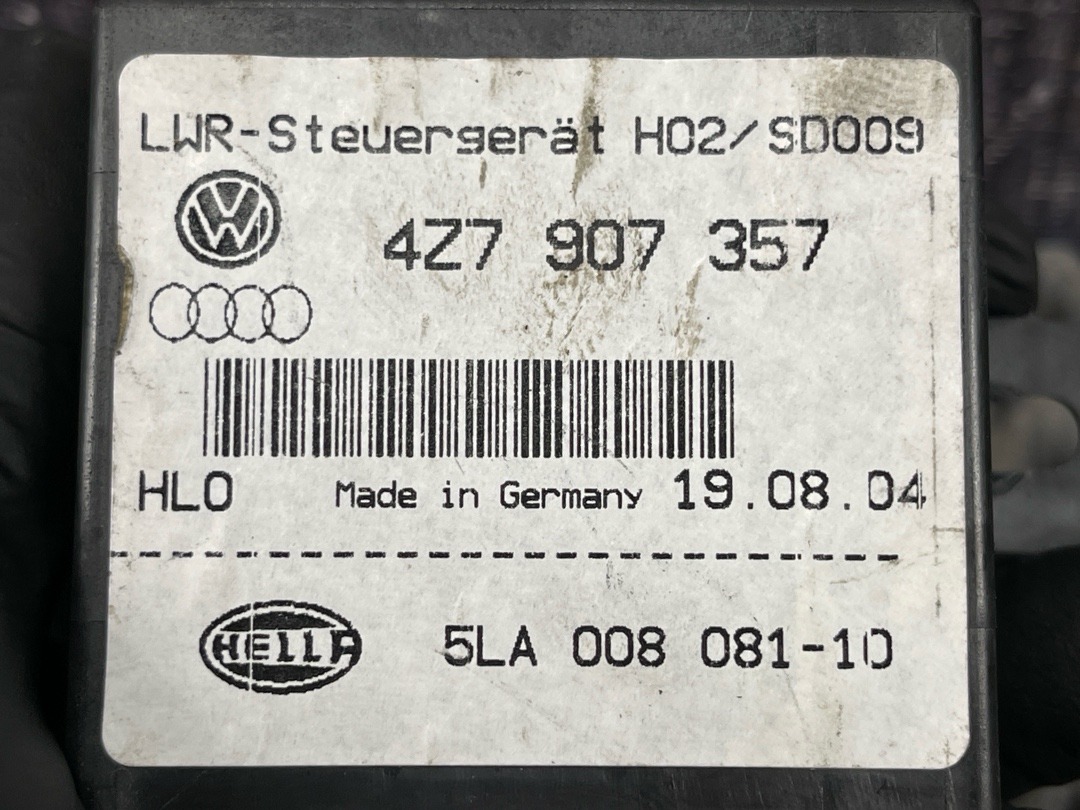 LWR-Steuergerät H02/SD009
4Z7 907 357
HLO Made in Germany 19.08.04
HELLA 5LA 008 081-10